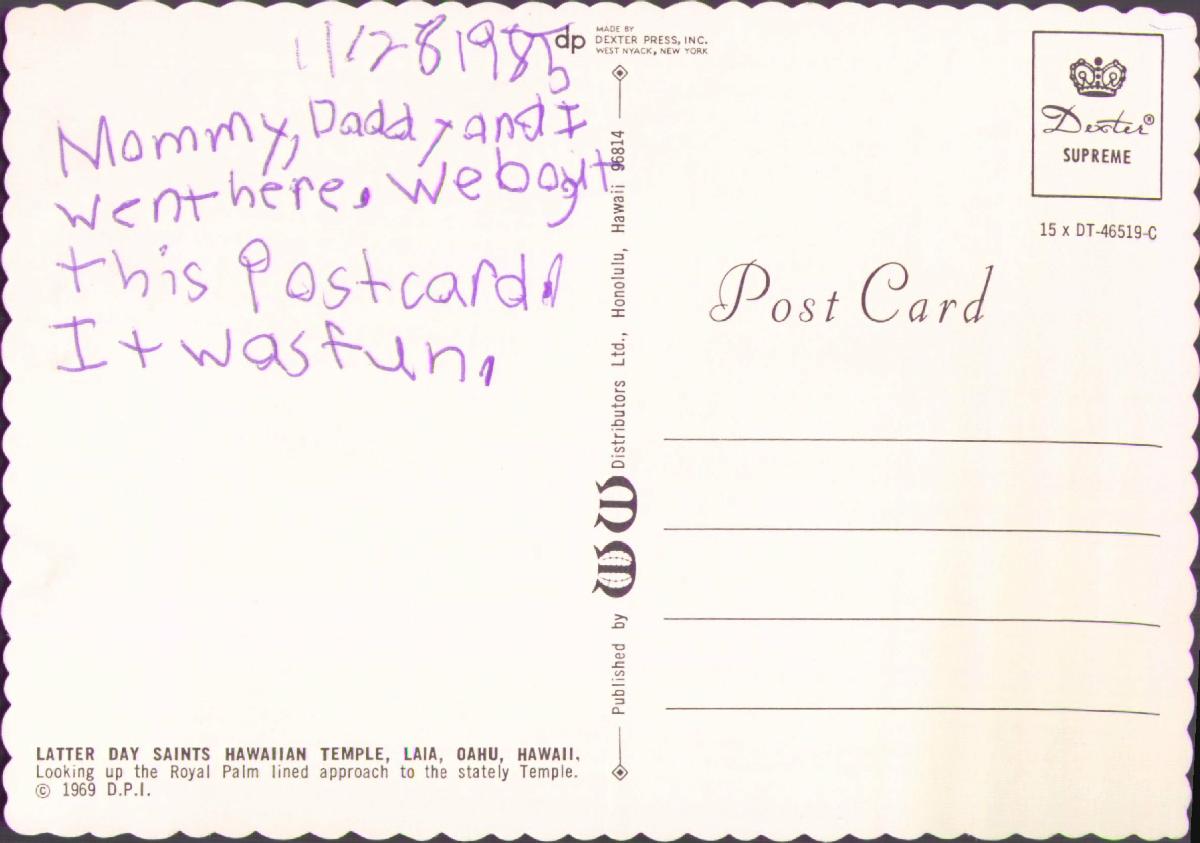 11/28 1985
Mommy, Daddy and I
went here. We boyht
this Postcard!
It was fun.
LATTER DAY SAINTS HAWAIIAN TEMPLE, LAIA, OAHU, HAWAII.
Looking up the Royal Palm lined approach to the stately Temple.
© 1969 D.P.I.
dp
MADE BY
DEXTER PRESS, INC.
WEST NYACK, NEW YORK
Published by WW Distributors Ltd., Honolulu, Hawaii 96814
Dexter®
SUPREME
15 x DT-46519-C
Post Card